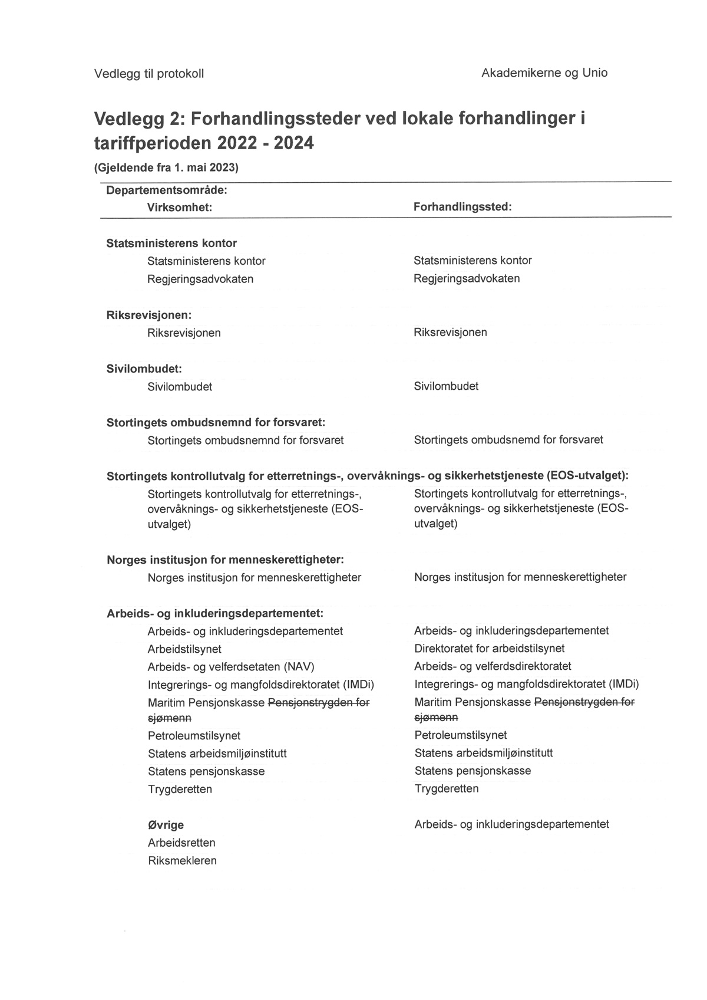 Vedlegg til protokoll Akademikerne og Unio
Vedlegg 2: Forhandlingssteder ved lokale forhandlinger i
tariffperioden 2022 - 2024
(Gjeldende fra 1. mai 2023)
Departementsområde:
Virksomhet: Forhandlingssted:
Statsministerens kontor
Statsministerens kontor Statsministerens kontor
Regjeringsadvokaten Regjeringsadvokaten
Riksrevisjonen:
Riksrevisjonen Riksrevisjonen
Sivilombudet:
Sivilombudet Sivilombudet
Stortingets ombudsnemnd for forsvaret:
Stortingets ombudsnemnd for forsvaret Stortingets ombudsnemd for forsvaret
Stortingets kontrollutvalg for etterretnings-, overvåknings- og sikkerhetstjeneste (EOS-utvalget):
Stortingets kontrollutvalg for etterretnings-, Stortingets kontrollutvalg for etterretnings-,
overvåknings- og sikkerhetstjeneste (EOS- overvåknings- og sikkerhetstjeneste (EOS-
utvalget) utvalget)
Norges institusjon for menneskerettigheter:
Norges institusjon for menneskerettigheter Norges institusjon for menneskerettigheter
Arbeids- og inkluderingsdepartementet:
Arbeids- og inkluderingsdepartementet Arbeids- og inkluderingsdepartementet
Arbeidstilsynet Direktoratet for arbeidstilsynet
Arbeids- og velferdsetaten (NAV) Arbeids- og velferdsdirektoratet
Integrerings- og mangfoldsdirektoratet (IMDi) Integrerings- og mangfoldsdirektoratet (IMDi)
Maritim Pensjonskasse Pensjonstrygden for Maritim Pensjonskasse Pensjonstrygden for
sjømenn sjømenn
Petroleumstilsynet Petroleumstilsynet
Statens arbeidsmiljøinstitutt Statens arbeidsmiljøinstitutt
Statens pensjonskasse Statens pensjonskasse
Trygderetten Trygderetten
Øvrige Arbeids- og inkluderingsdepartementet
Arbeidsretten
Riksmekleren